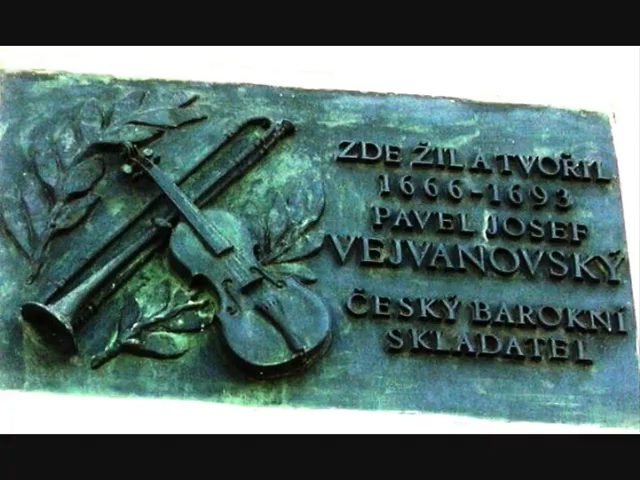 ZDE ŽIL A TVOŘIL
1666-1693
PAVEL JOSEF
VEJVANOVSKÝ
ČESKÝ BAROKNÍ
SKLADATEL